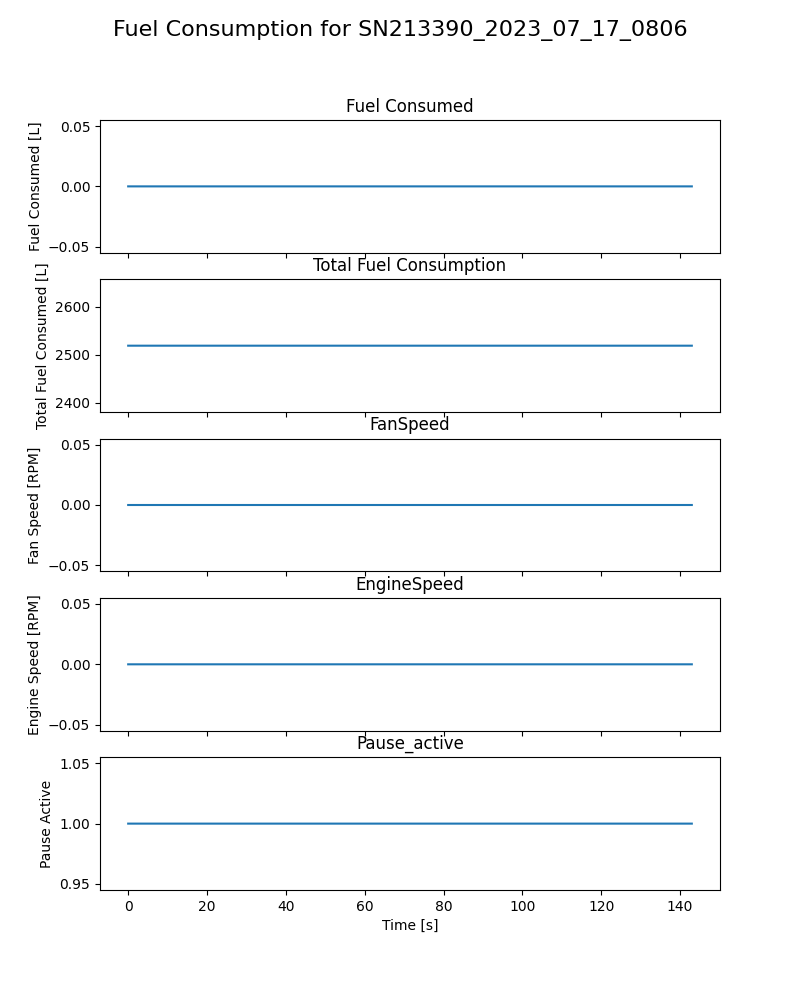 Fuel Consumption for SN213390_2023_07_17_0806
Fuel Consumed
Fuel Consumed [L]
0.05
0.00
−0.05
Total Fuel Consumption
Total Fuel Consumed [L]
2600
2500
2400
FanSpeed
Fan Speed [RPM]
0.05
0.00
−0.05
EngineSpeed
Engine Speed [RPM]
0.05
0.00
−0.05
Pause_active
Pause Active
1.05
1.00
0.95
0 20 40 60 80 100 120 140
Time [s]